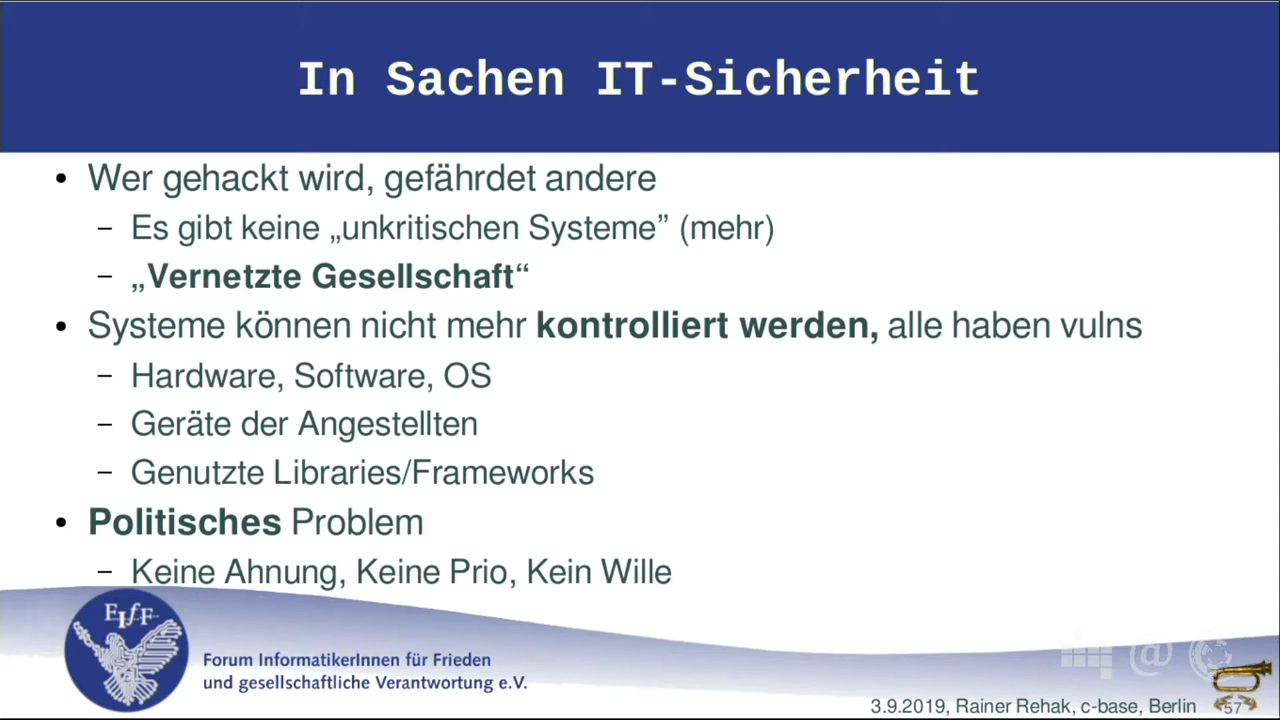 In Sachen IT-Sicherheit
• Wer gehackt wird, gefährdet andere
– Es gibt keine „unkritischen Systeme” (mehr)
– „Vernetzte Gesellschaft“
• Systeme können nicht mehr kontrolliert werden, alle haben vulns
– Hardware, Software, OS
– Geräte der Angestellten
– Genutzte Libraries/Frameworks
• Politisches Problem
– Keine Ahnung, Keine Prio, Kein Wille
FIfF
Forum InformatikerInnen für Frieden
und gesellschaftliche Verantwortung e.V.
@
3.9.2019, Rainer Rehak, c-base, Berlin
57